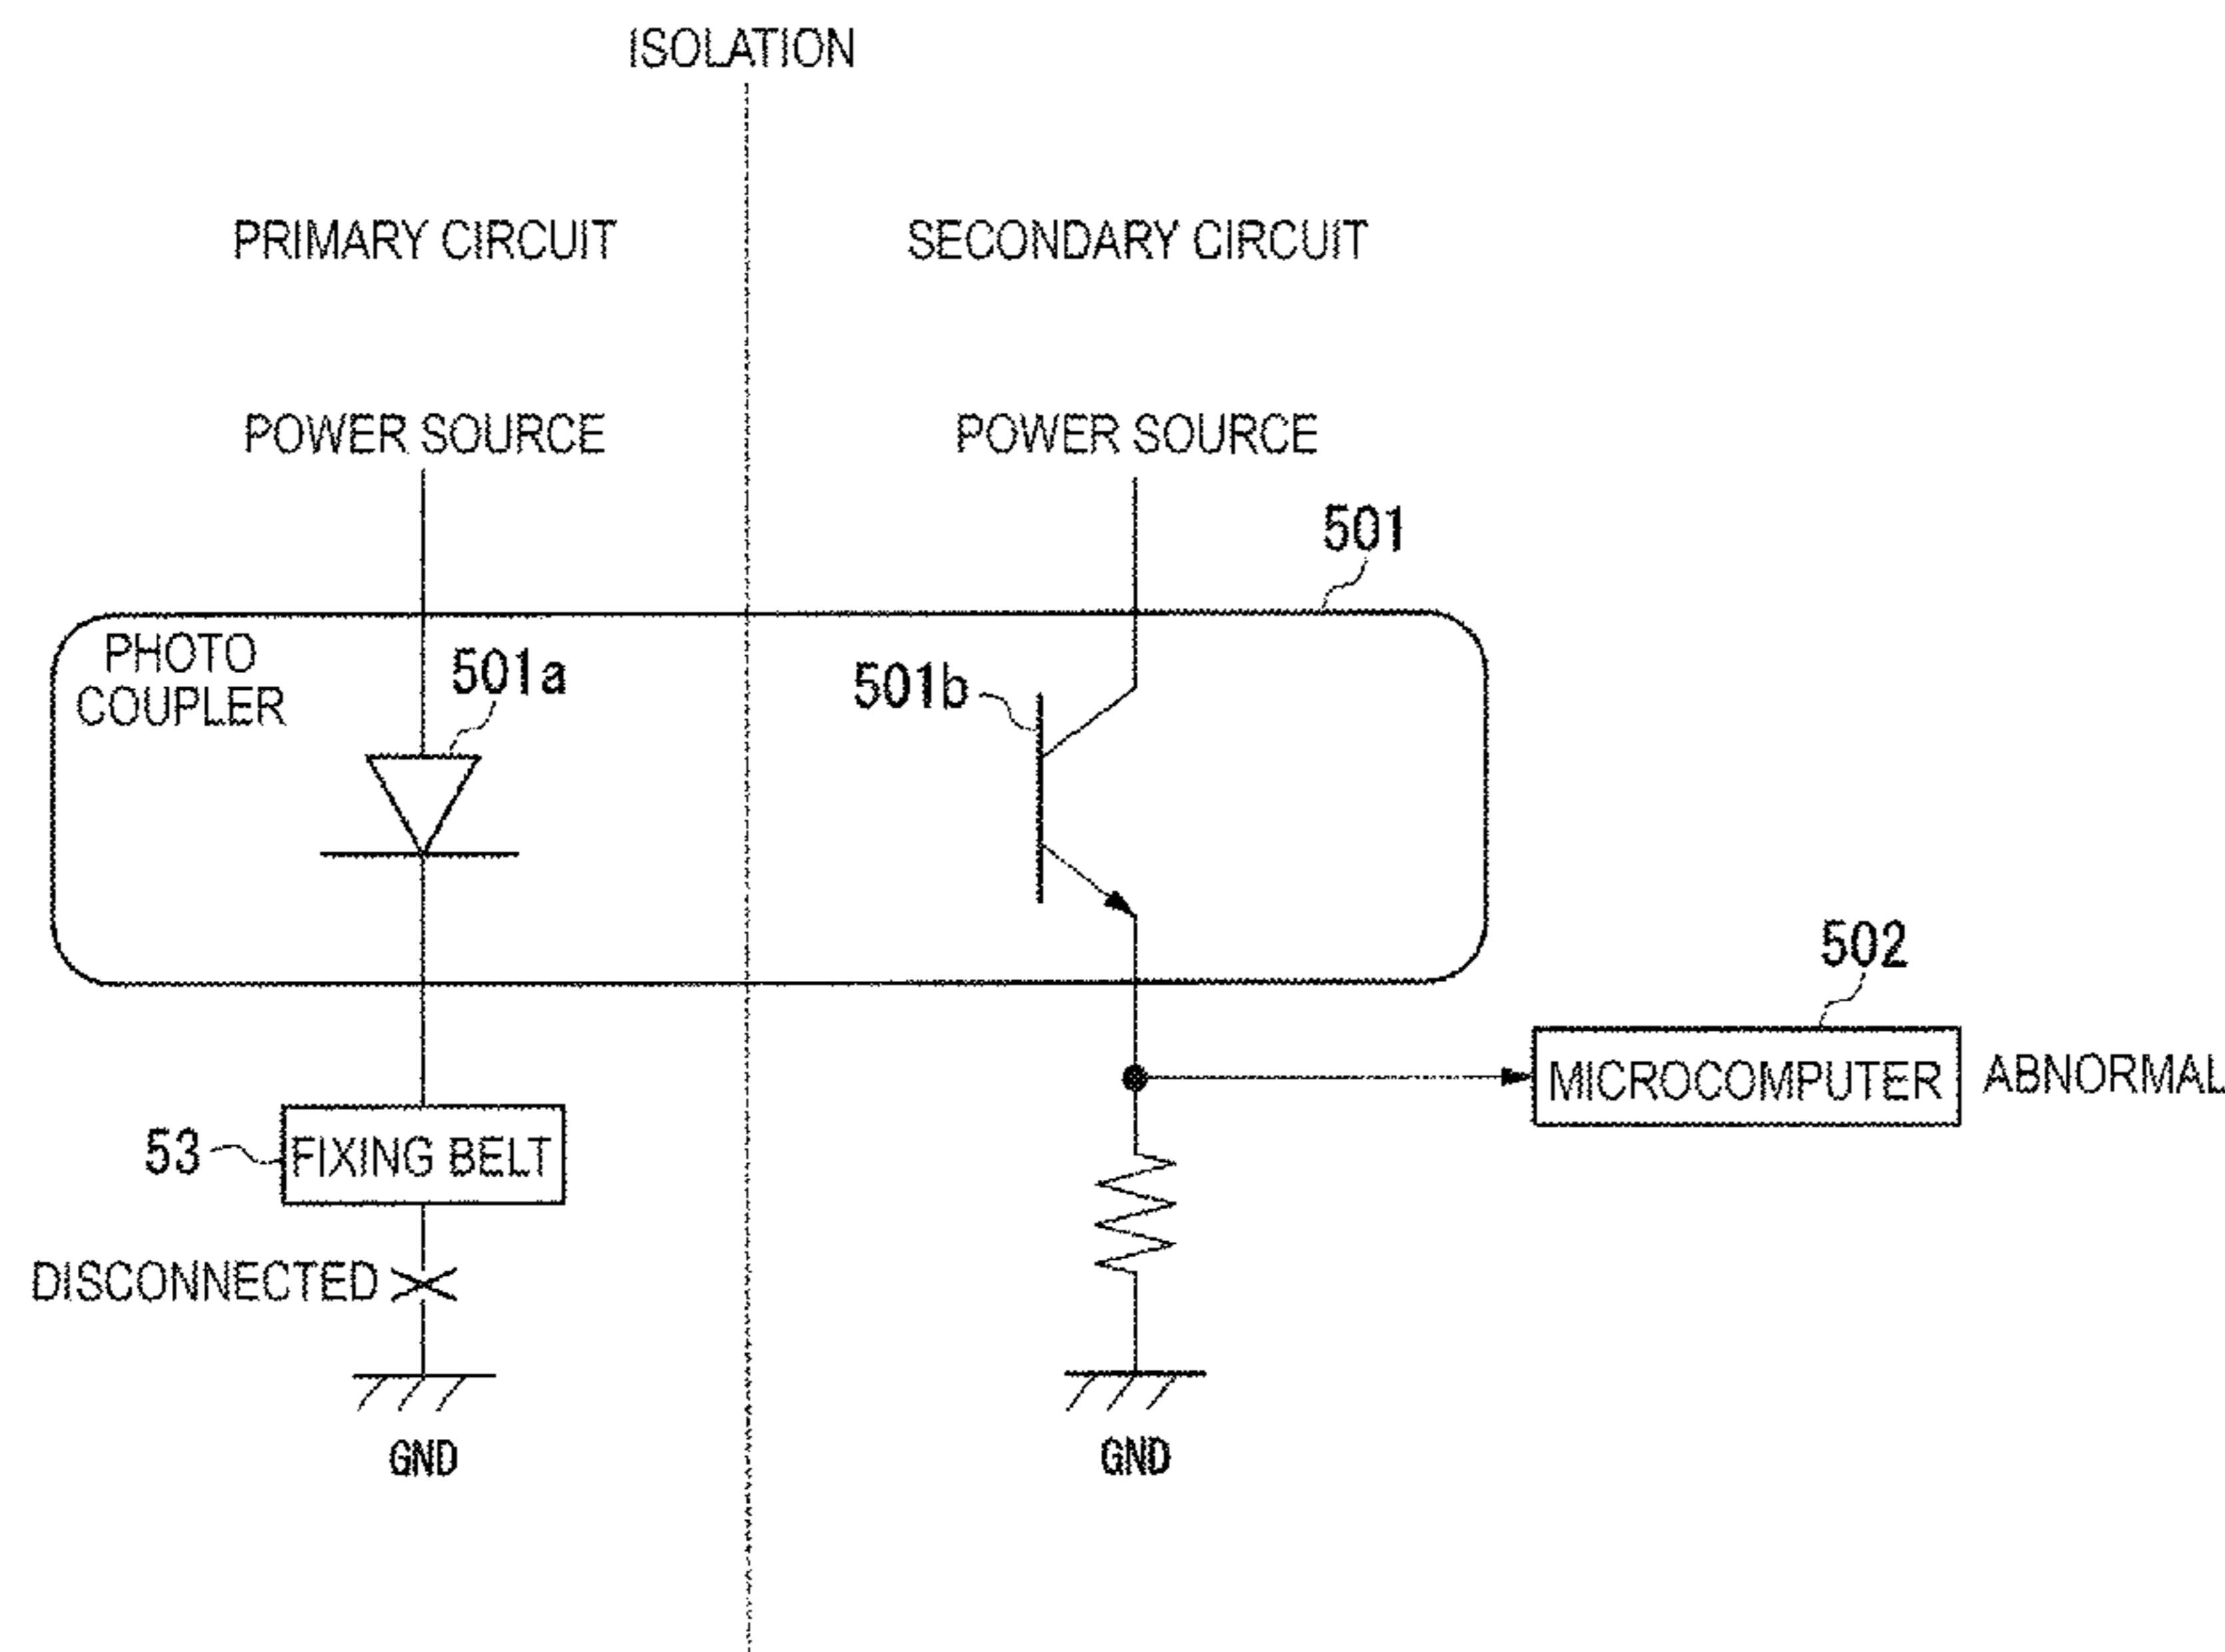 ISOLATION
PRIMARY CIRCUIT
SECONDARY CIRCUIT
POWER SOURCE
POWER SOURCE
501
PHOTO
COUPLER
501a
501b
502
MICROCOMPUTER
ABNORMAL
53
FIXING BELT
DISCONNECTED
GND
GND